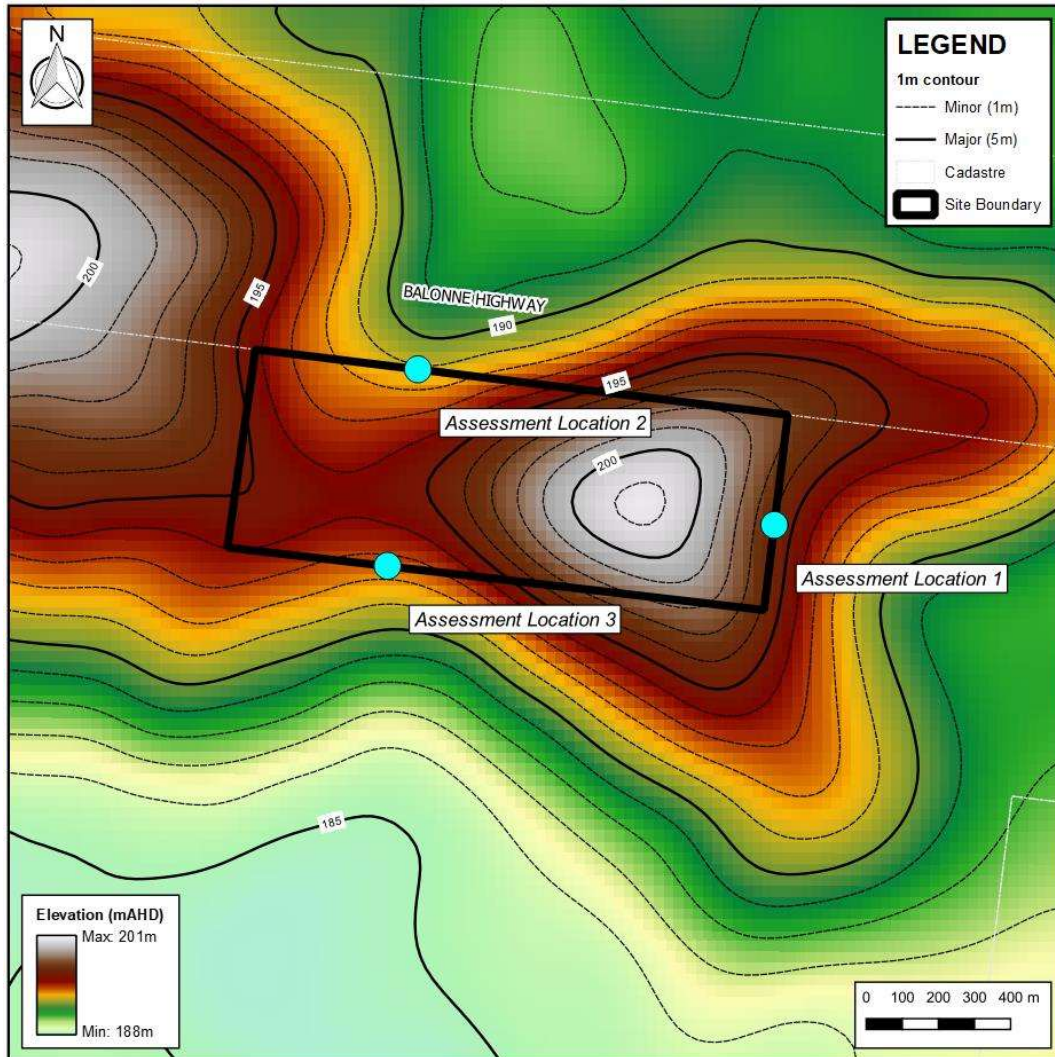 N
LEGEND
1m contour
Minor (1m)
Major (5m)
Cadastre
Site Boundary
200
195
BALONNE HIGHWAY
190
195
Assessment Location 2
200
Assessment Location 1
Assessment Location 3
185
Elevation (mAHD)
Max: 201m
Min: 188m
0 100 200 300 400 m